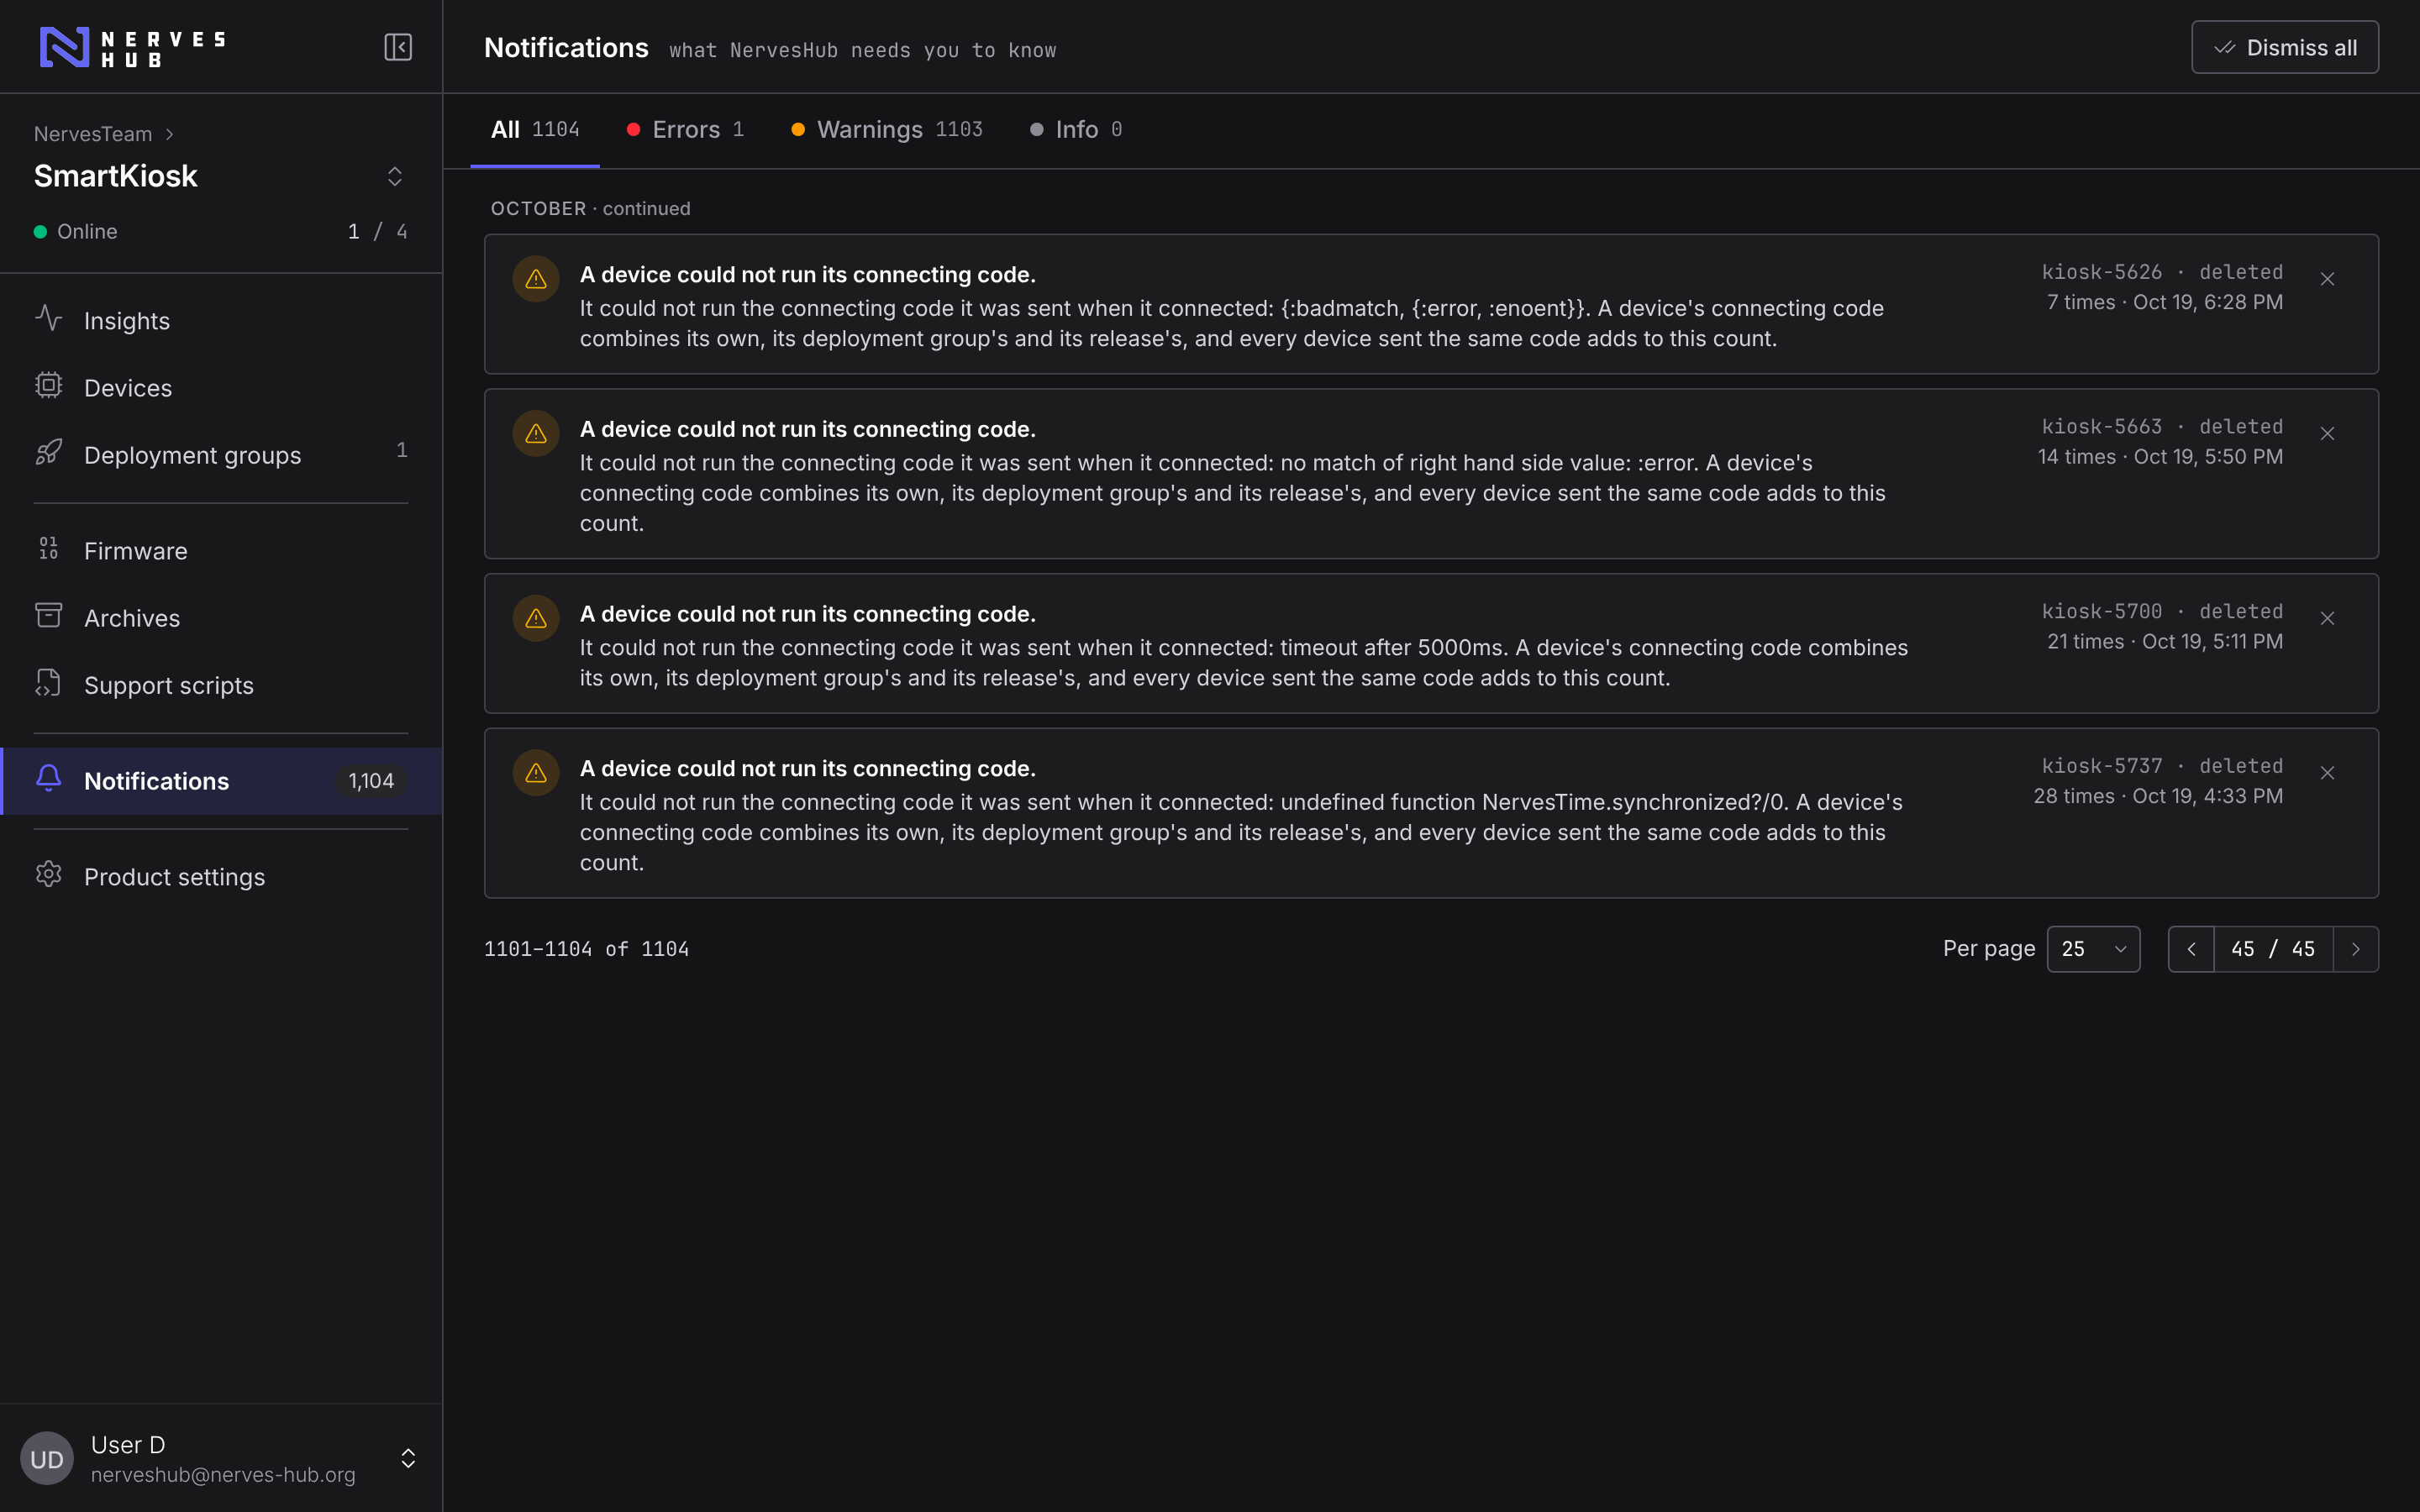 NERVES
HUB
NervesTeam
SmartKiosk
Online
1 / 4
Insights
Devices
Deployment groups
1
01
10
Firmware
Archives
Support scripts
Notifications
1,104
Product settings
UD
User D
nerveshub@nerves-hub.org
Notifications what NervesHub needs you to know
Dismiss all
All 1104
Errors 1
Warnings 1103
Info 0
OCTOBER · continued
A device could not run its connecting code.
It could not run the connecting code it was sent when it connected: {:badmatch, {:error, :enoent}}. A device's connecting code
combines its own, its deployment group's and its release's, and every device sent the same code adds to this count.
kiosk-5626 · deleted
7 times · Oct 19, 6:28 PM
A device could not run its connecting code.
It could not run the connecting code it was sent when it connected: no match of right hand side value: :error. A device's
connecting code combines its own, its deployment group's and its release's, and every device sent the same code adds to this
count.
kiosk-5663 · deleted
14 times · Oct 19, 5:50 PM
A device could not run its connecting code.
It could not run the connecting code it was sent when it connected: timeout after 5000ms. A device's connecting code combines
its own, its deployment group's and its release's, and every device sent the same code adds to this count.
kiosk-5700 · deleted
21 times · Oct 19, 5:11 PM
A device could not run its connecting code.
It could not run the connecting code it was sent when it connected: undefined function NervesTime.synchronized?/0. A device's
connecting code combines its own, its deployment group's and its release's, and every device sent the same code adds to this
count.
kiosk-5737 · deleted
28 times · Oct 19, 4:33 PM
1101–1104 of 1104
Per page
25
45 / 45